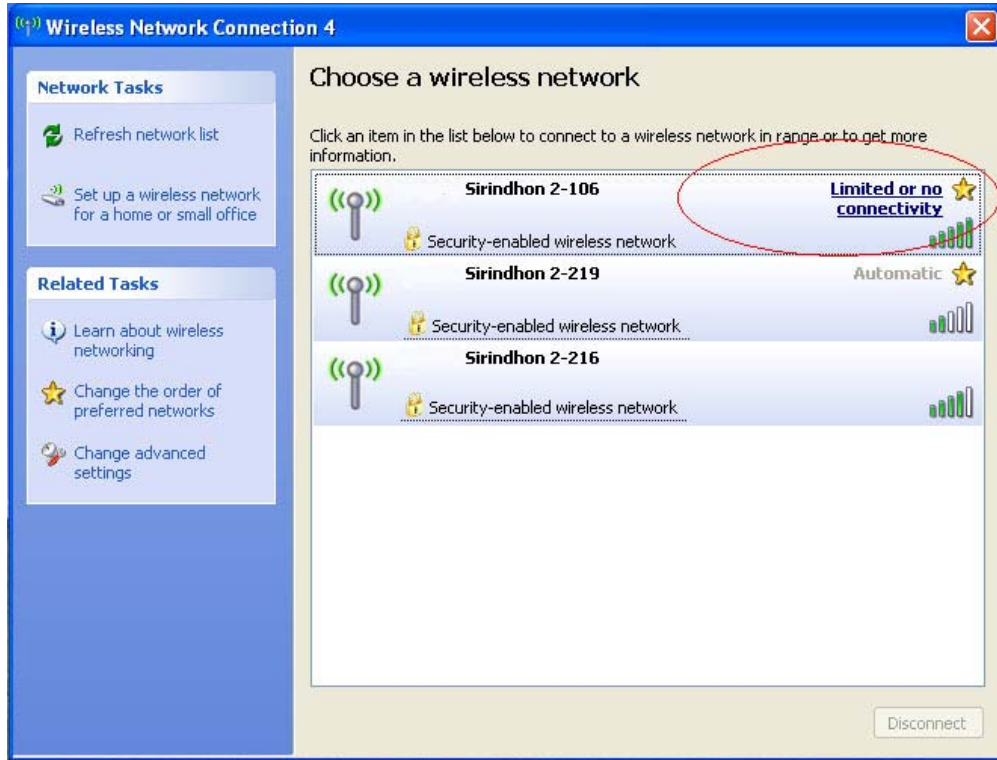 Wireless Network Connection 4
Network Tasks
Refresh network list
Set up a wireless network
for a home or small office
Related Tasks
Learn about wireless
networking
Change the order of
preferred networks
Change advanced
settings
Choose a wireless network
Click an item in the list below to connect to a wireless network in range or to get more
information.
Sirindhon 2-106
Limited or no
connectivity
Security-enabled wireless network
Sirindhon 2-219
Automatic
Security-enabled wireless network
Sirindhon 2-216
Security-enabled wireless network
Disconnect